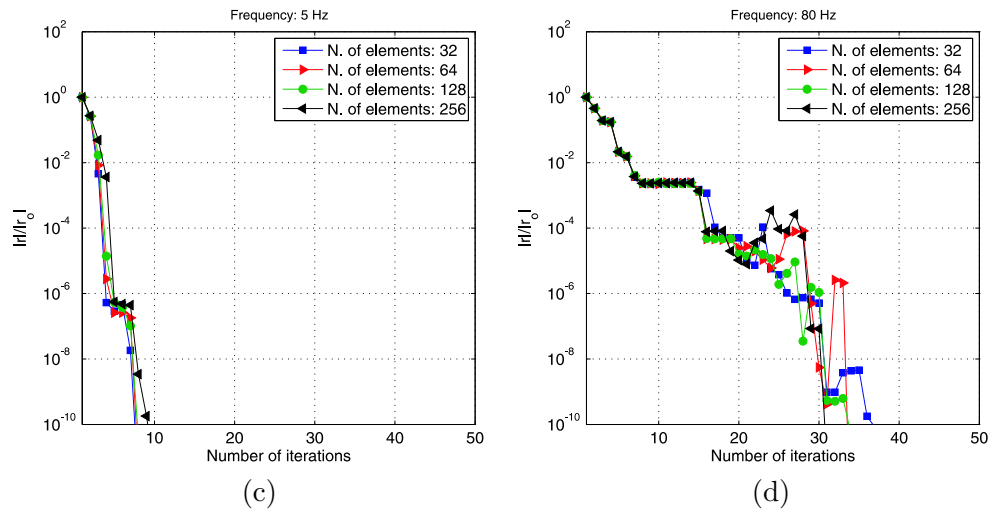 Frequency: 5 Hz
N. of elements: 32
N. of elements: 64
N. of elements: 128
N. of elements: 256
10^2
10^0
10^-2
10^-4
10^-6
10^-8
10^-10
|r|/|r_o|
10 20 30 40 50
Number of iterations
(c)
Frequency: 80 Hz
N. of elements: 32
N. of elements: 64
N. of elements: 128
N. of elements: 256
10^2
10^0
10^-2
10^-4
10^-6
10^-8
10^-10
|r|/|r_o|
10 20 30 40 50
Number of iterations
(d)